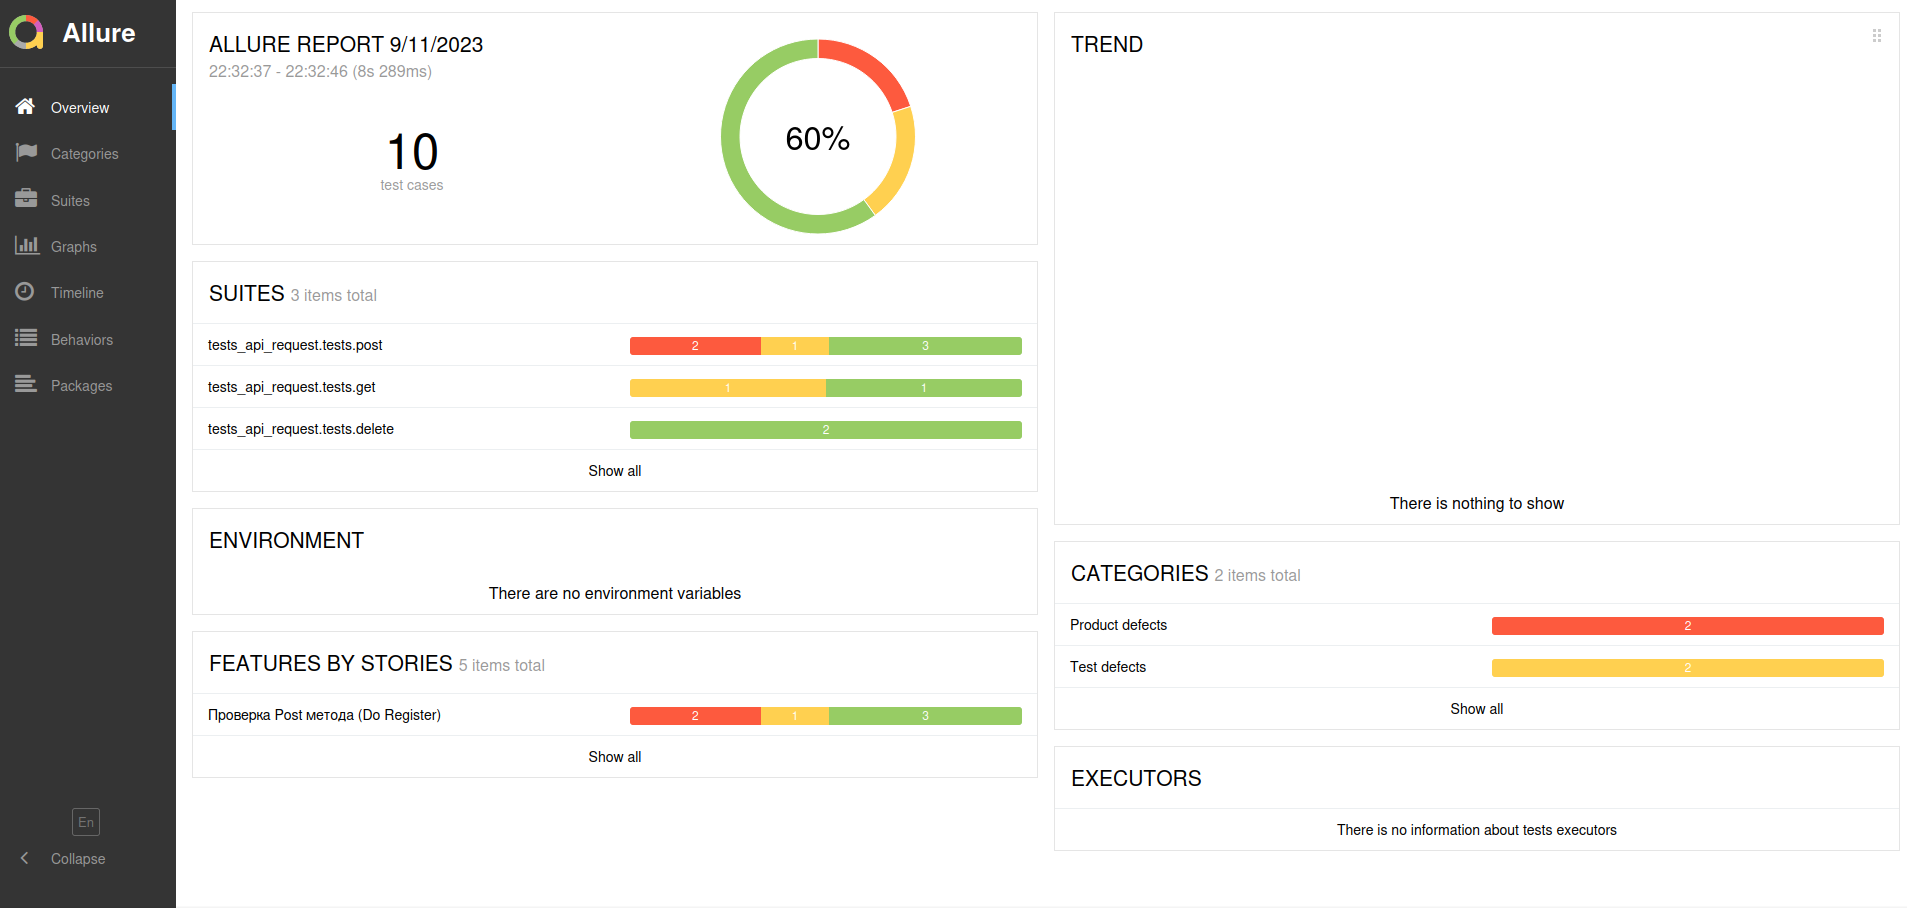 Allure
Overview
Categories
Suites
Graphs
Timeline
Behaviors
Packages
En
Collapse
ALLURE REPORT 9/11/2023
22:32:37 - 22:32:46 (8s 289ms)
10
test cases
60%
SUITES 3 items total
tests_api_request.tests.post 2 1 3
tests_api_request.tests.get 1 1
tests_api_request.tests.delete 2
Show all
ENVIRONMENT
There are no environment variables
FEATURES BY STORIES 5 items total
Проверка Post метода (Do Register) 2 1 3
Show all
TREND
There is nothing to show
CATEGORIES 2 items total
Product defects 2
Test defects 2
Show all
EXECUTORS
There is no information about tests executors